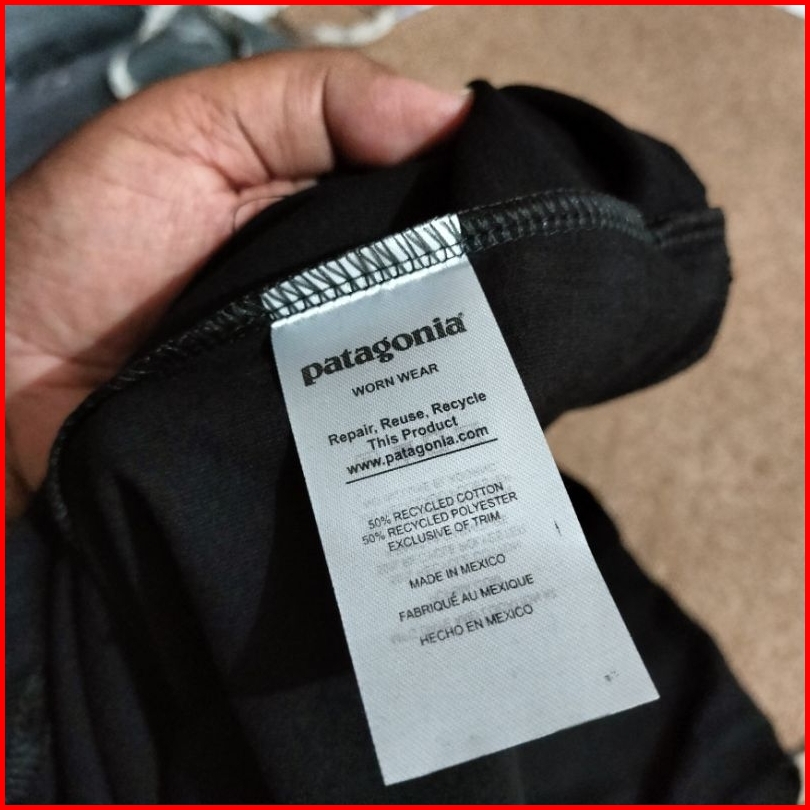 patagonia
WORN WEAR
Repair, Reuse, Recycle
This Product
www.patagonia.com
50% RECYCLED COTTON
50% RECYCLED POLYESTER
EXCLUSIVE OF TRIM
MADE IN MEXICO
FABRIQUÉ AU MEXIQUE
HECHO EN MEXICO